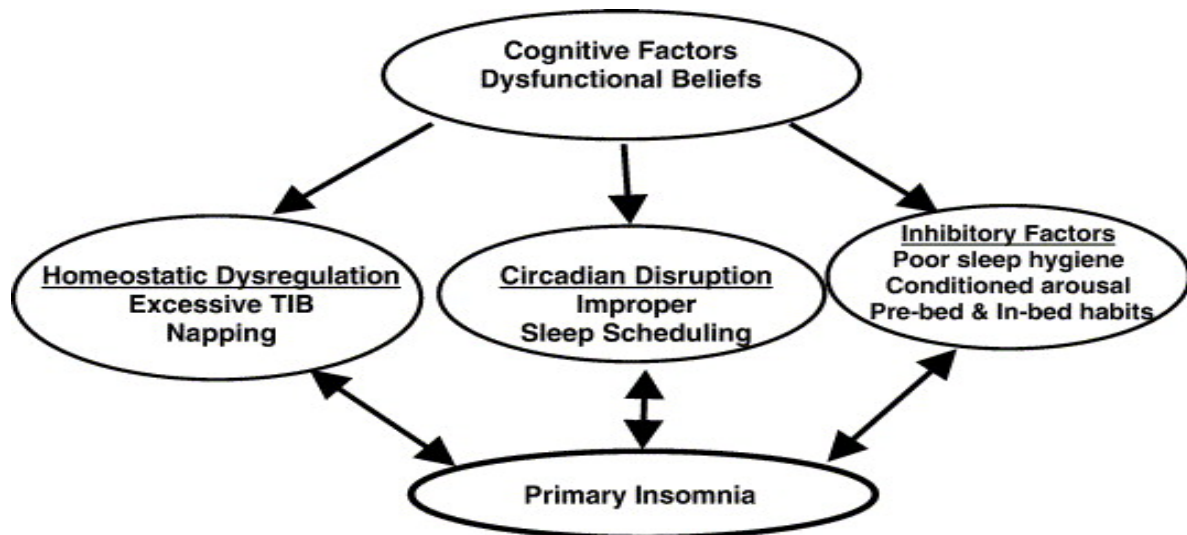 Cognitive Factors
Dysfunctional Beliefs
Homeostatic Dysregulation
Excessive TIB
Napping
Circadian Disruption
Improper
Sleep Scheduling
Inhibitory Factors
Poor sleep hygiene
Conditioned arousal
Pre-bed & In-bed habits
Primary Insomnia